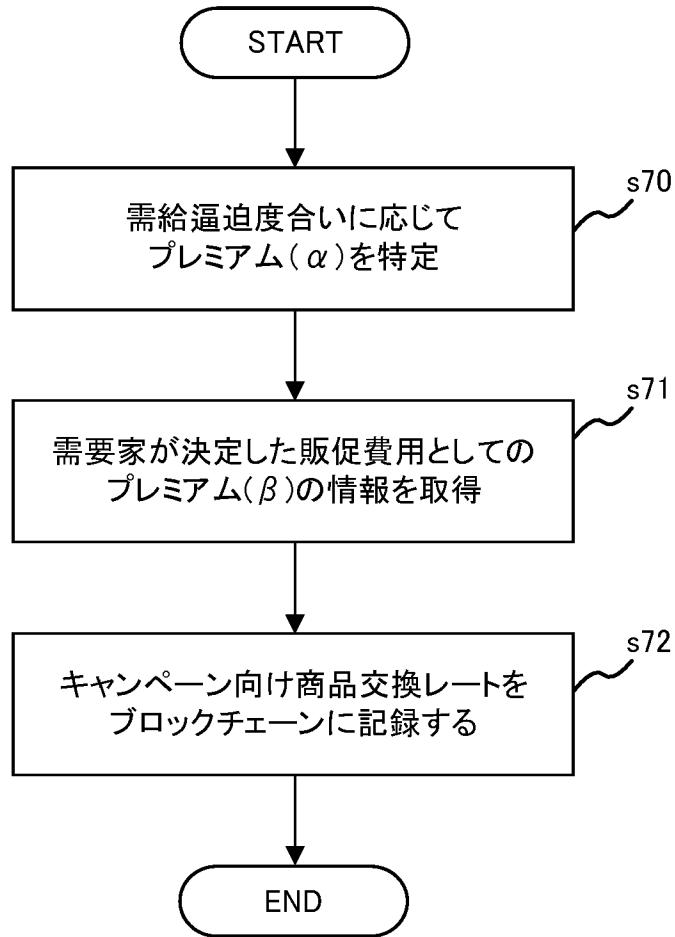 START
s70
需給逼迫度合いに応じて
プレミアム(α)を特定
s71
需要家が決定した販促費用としての
プレミアム(β)の情報を取得
s72
キャンペーン向け商品交換レートを
ブロックチェーンに記録する
END